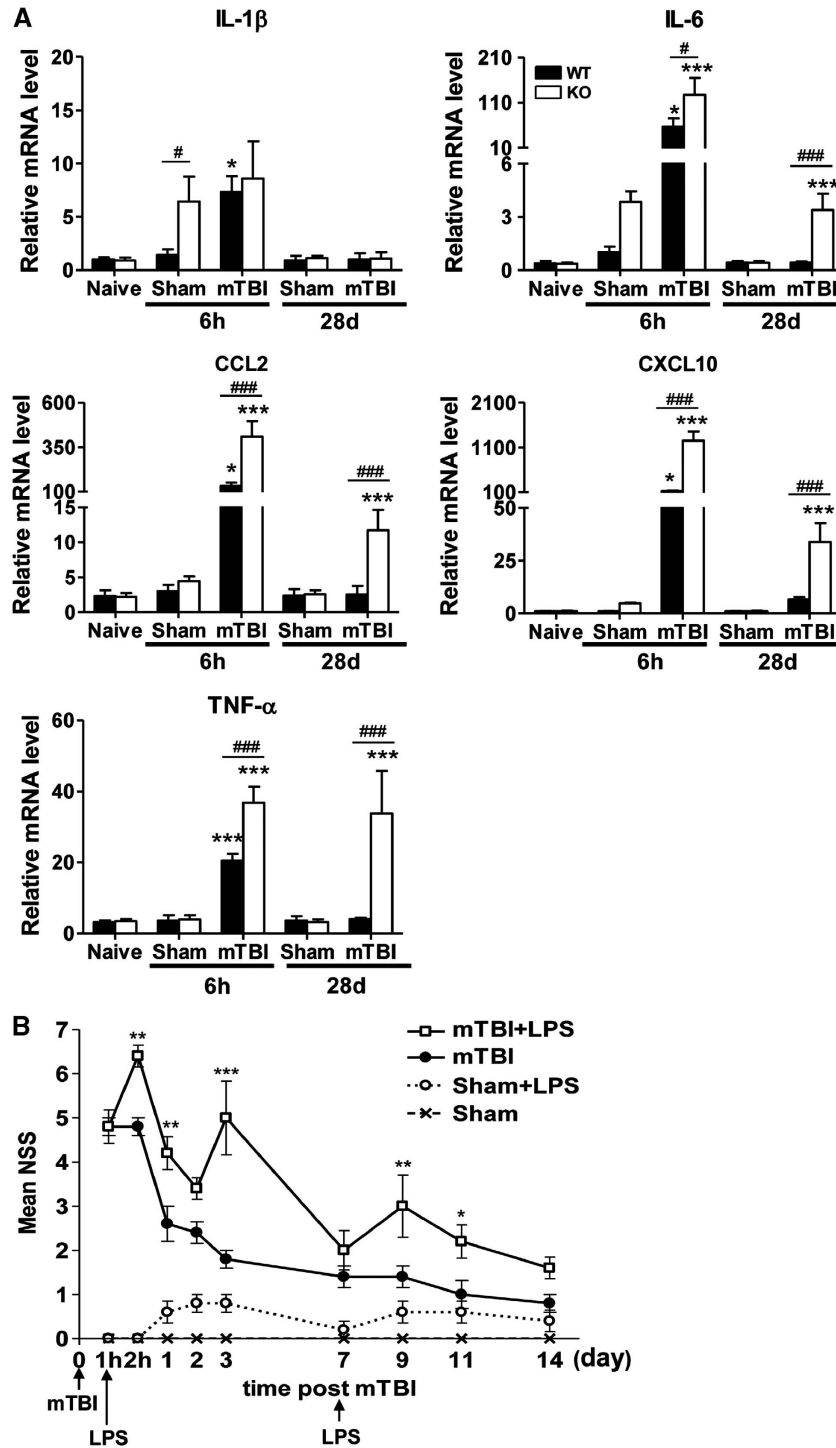 A
IL-1β
Relative mRNA level
20
15
10
5
0
#
*
Naive Sham mTBI Sham mTBI
6h 28d
IL-6
WT
KO
Relative mRNA level
210
110
10
6
3
0
#
* ***
###
***
Naive Sham mTBI Sham mTBI
6h 28d
CCL2
Relative mRNA level
600
350
100
15
10
5
0
###
* ***
###
***
Naive Sham mTBI Sham mTBI
6h 28d
CXCL10
Relative mRNA level
2100
1100
100
50
25
0
###
* ***
###
***
Naive Sham mTBI Sham mTBI
6h 28d
TNF-α
Relative mRNA level
60
40
20
0
###
*** ***
###
***
Naive Sham mTBI Sham mTBI
6h 28d
B
Mean NSS
7
6
5
4
3
2
1
0
** ** *** ** *
mTBI+LPS
mTBI
Sham+LPS
Sham
0 1h 2h 1 2 3 7 9 11 14 (day)
time post mTBI
mTBI
LPS
LPS